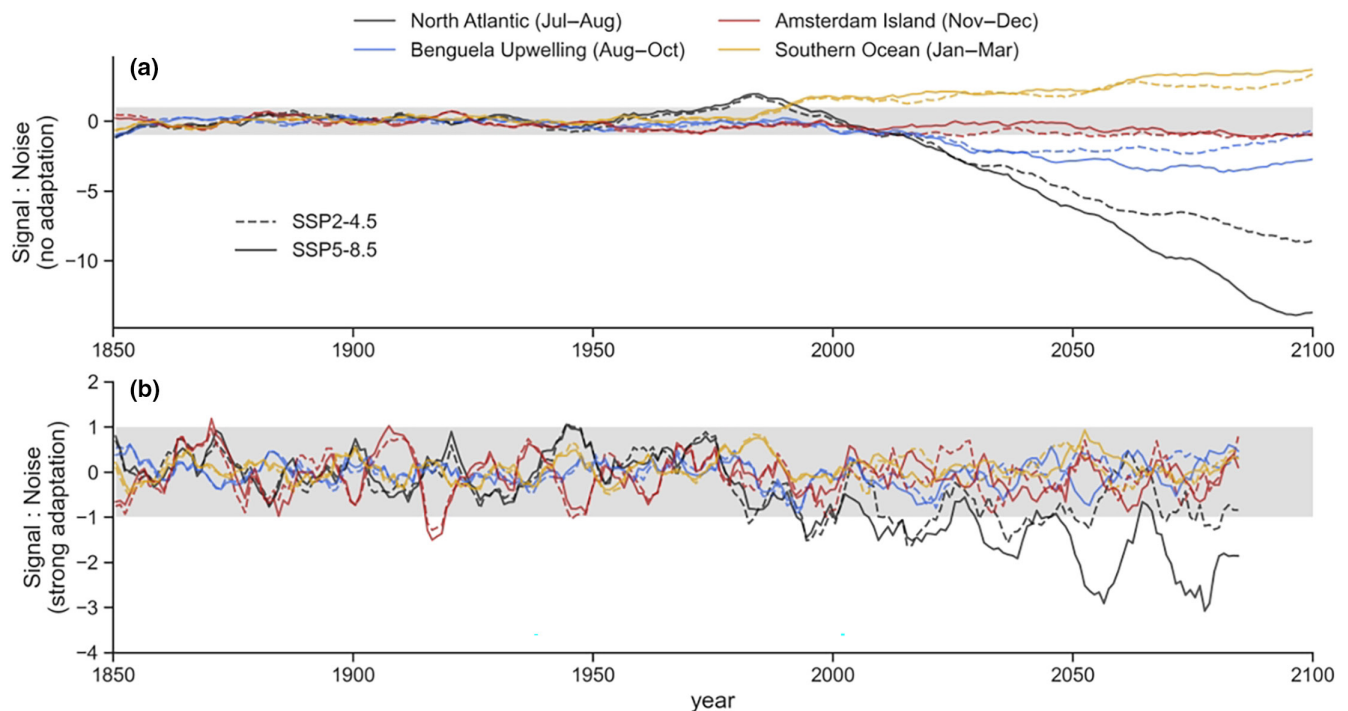 North Atlantic (Jul–Aug)
Amsterdam Island (Nov–Dec)
Benguela Upwelling (Aug–Oct)
Southern Ocean (Jan–Mar)
(a)
Signal : Noise
(no adaptation)
0
−5
−10
SSP2-4.5
SSP5-8.5
1850
1900
1950
2000
2050
2100
(b)
Signal : Noise
(strong adaptation)
2
1
0
−1
−2
−3
−4
1850
1900
1950
2000
2050
2100
year